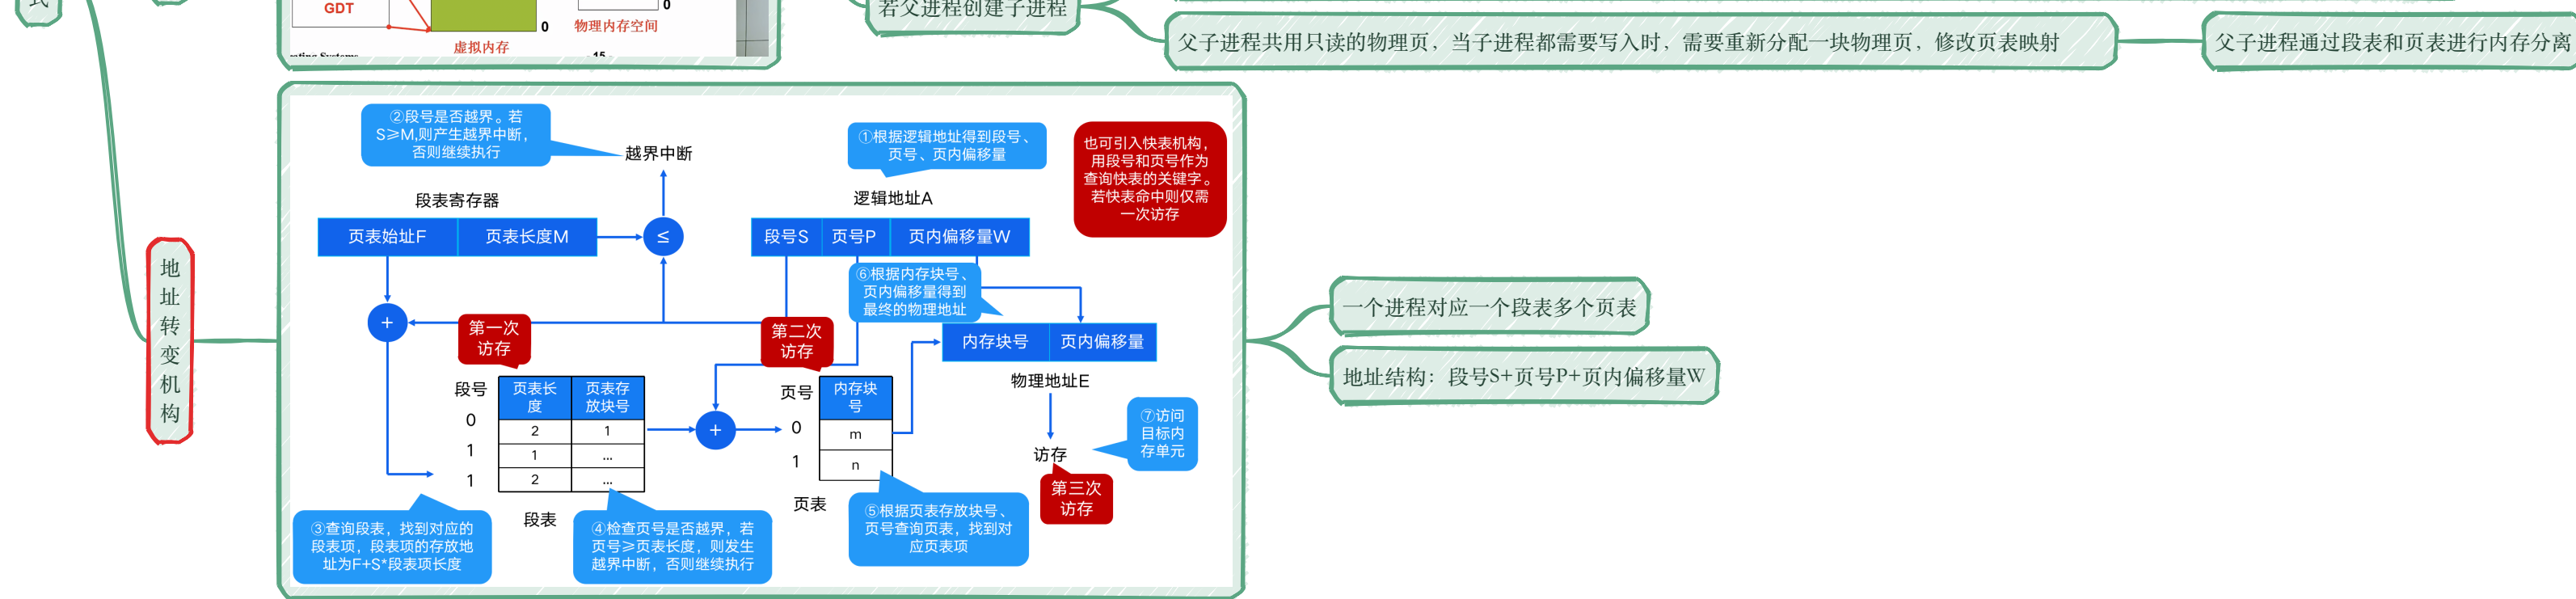 式
GDT
0
虚拟内存
0
物理内存空间
15
若父进程创建子进程
父子进程共用只读的物理页，当子进程都需要写入时，需要重新分配一块物理页，修改页表映射
父子进程通过段表和页表进行内存分离
地
址
转
变
机
构
②段号是否越界。若
S≥M,则产生越界中断，
否则继续执行
越界中断
①根据逻辑地址得到段号、
页号、页内偏移量
也可引入快表机构，
用段号和页号作为
查询快表的关键字。
若快表命中则仅需
一次访存
段表寄存器
逻辑地址A
页表始址F
页表长度M
≤
段号S
页号P
页内偏移量W
⑥根据内存块号、
页内偏移量得到
最终的物理地址
+
第一次
访存
第二次
访存
内存块号
页内偏移量
物理地址E
段号
页表长
度
页表存
放块号
0
2
1
1
1
...
1
2
...
段表
+
页号
内存块
号
0
m
1
n
页表
访存
第三次
访存
⑦访问
目标内
存单元
③查询段表，找到对应的
段表项，段表项的存放地
址为F+S*段表项长度
④检查页号是否越界，若
页号≥页表长度，则发生
越界中断，否则继续执行
⑤根据页表存放块号、
页号查询页表，找到对
应页表项
一个进程对应一个段表多个页表
地址结构：段号S+页号P+页内偏移量W